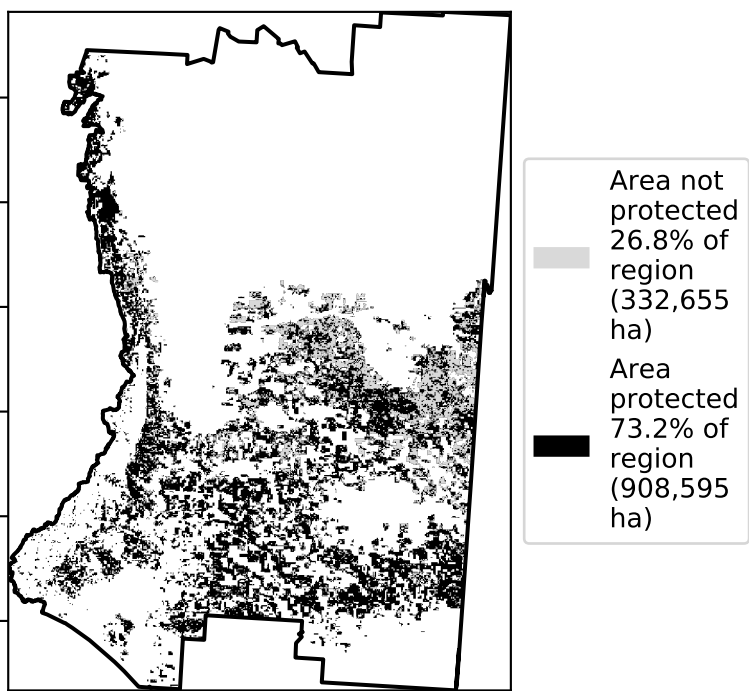 Area not
protected
26.8% of
region
(332,655
ha)
Area
protected
73.2% of
region
(908,595
ha)